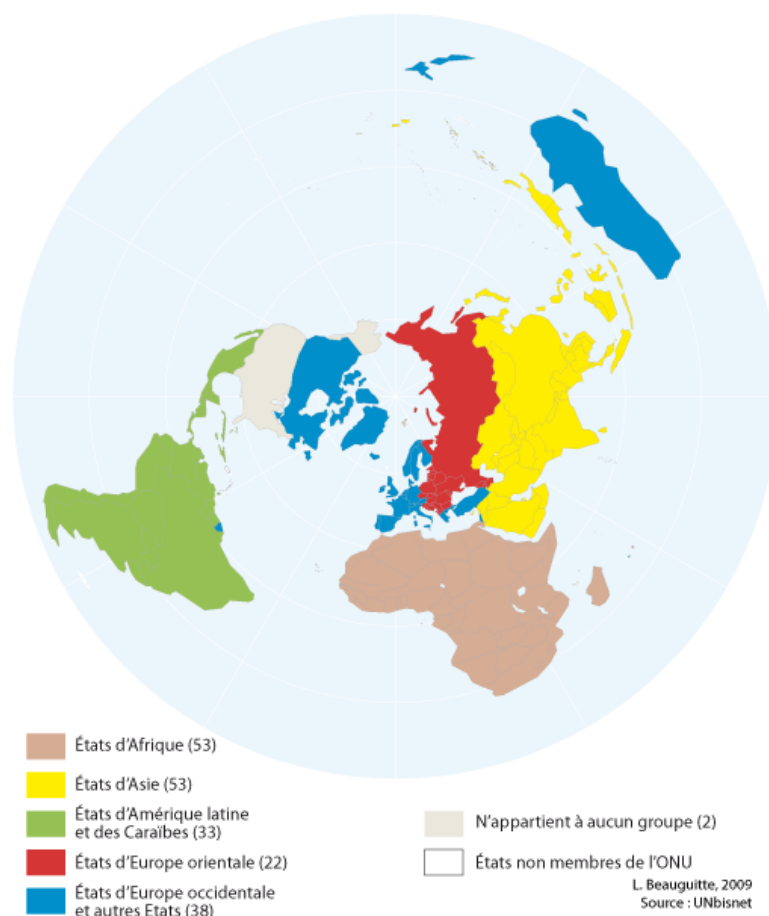 États d'Afrique (53)
États d'Asie (53)
États d'Amérique latine
et des Caraïbes (33)
États d'Europe orientale (22)
États d'Europe occidentale
et autres Etats (38)
N'appartient à aucun groupe (2)
États non membres de l'ONU
L. Beauguitte, 2009
Source : UNbisnet